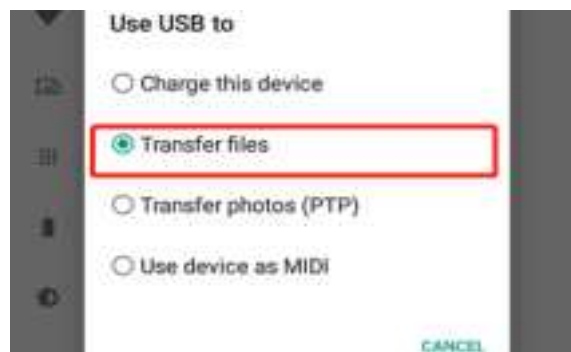 Use USB to
Charge this device
Transfer files
Transfer photos (PTP)
Use device as MIDI
CANCEL